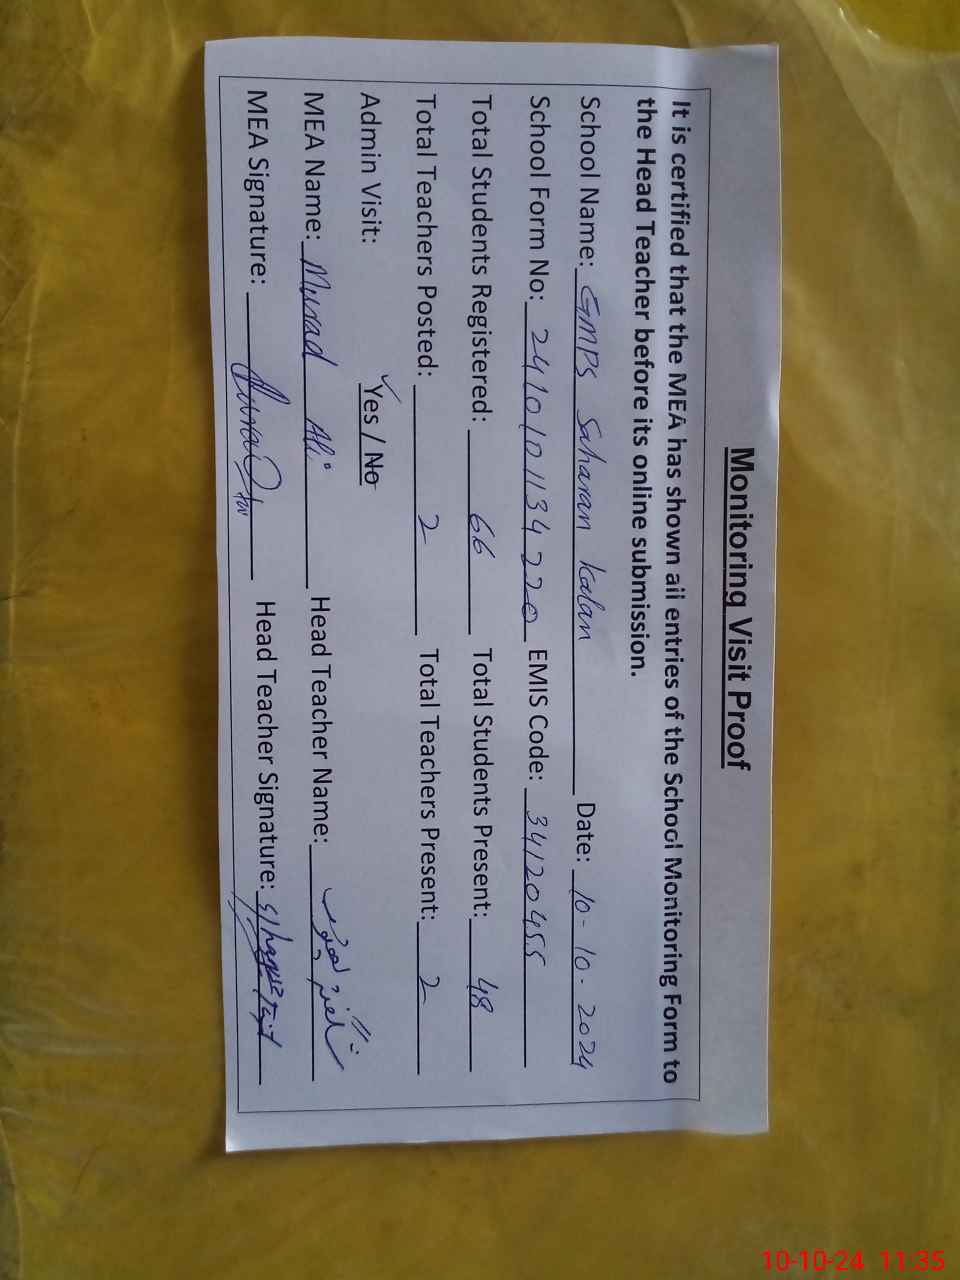 Monitoring Visit Proof
It is certified that the MEA has shown all entries of the School Monitoring Form to
the Head Teacher before its online submission.
School Name: GMPS Saharan Kalan Date: 10-10-2024
School Form No: 2410101134220 EMIS Code: 34120455
Total Students Registered: 66 Total Students Present: 48
Total Teachers Posted: 2 Total Teachers Present: 2
Admin Visit: Yes / No
MEA Name: Murad Ali Head Teacher Name:
MEA Signature: Head Teacher Signature:
10-10-24 11:35